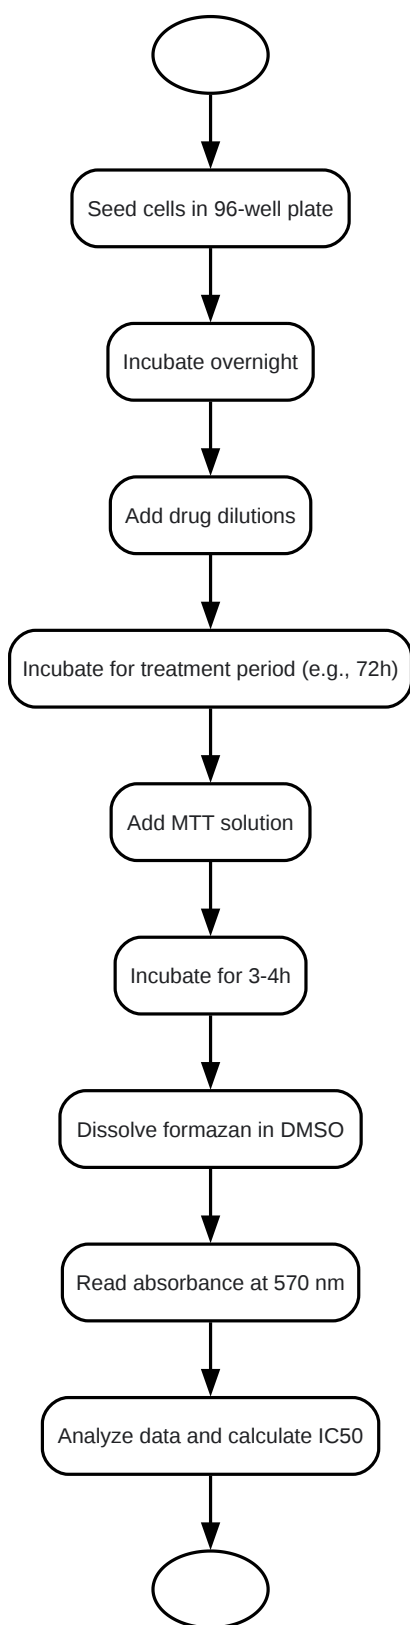 Seed cells in 96-well plate
Incubate overnight
Add drug dilutions
Incubate for treatment period (e.g., 72h)
Add MTT solution
Incubate for 3-4h
Dissolve formazan in DMSO
Read absorbance at 570 nm
Analyze data and calculate IC50